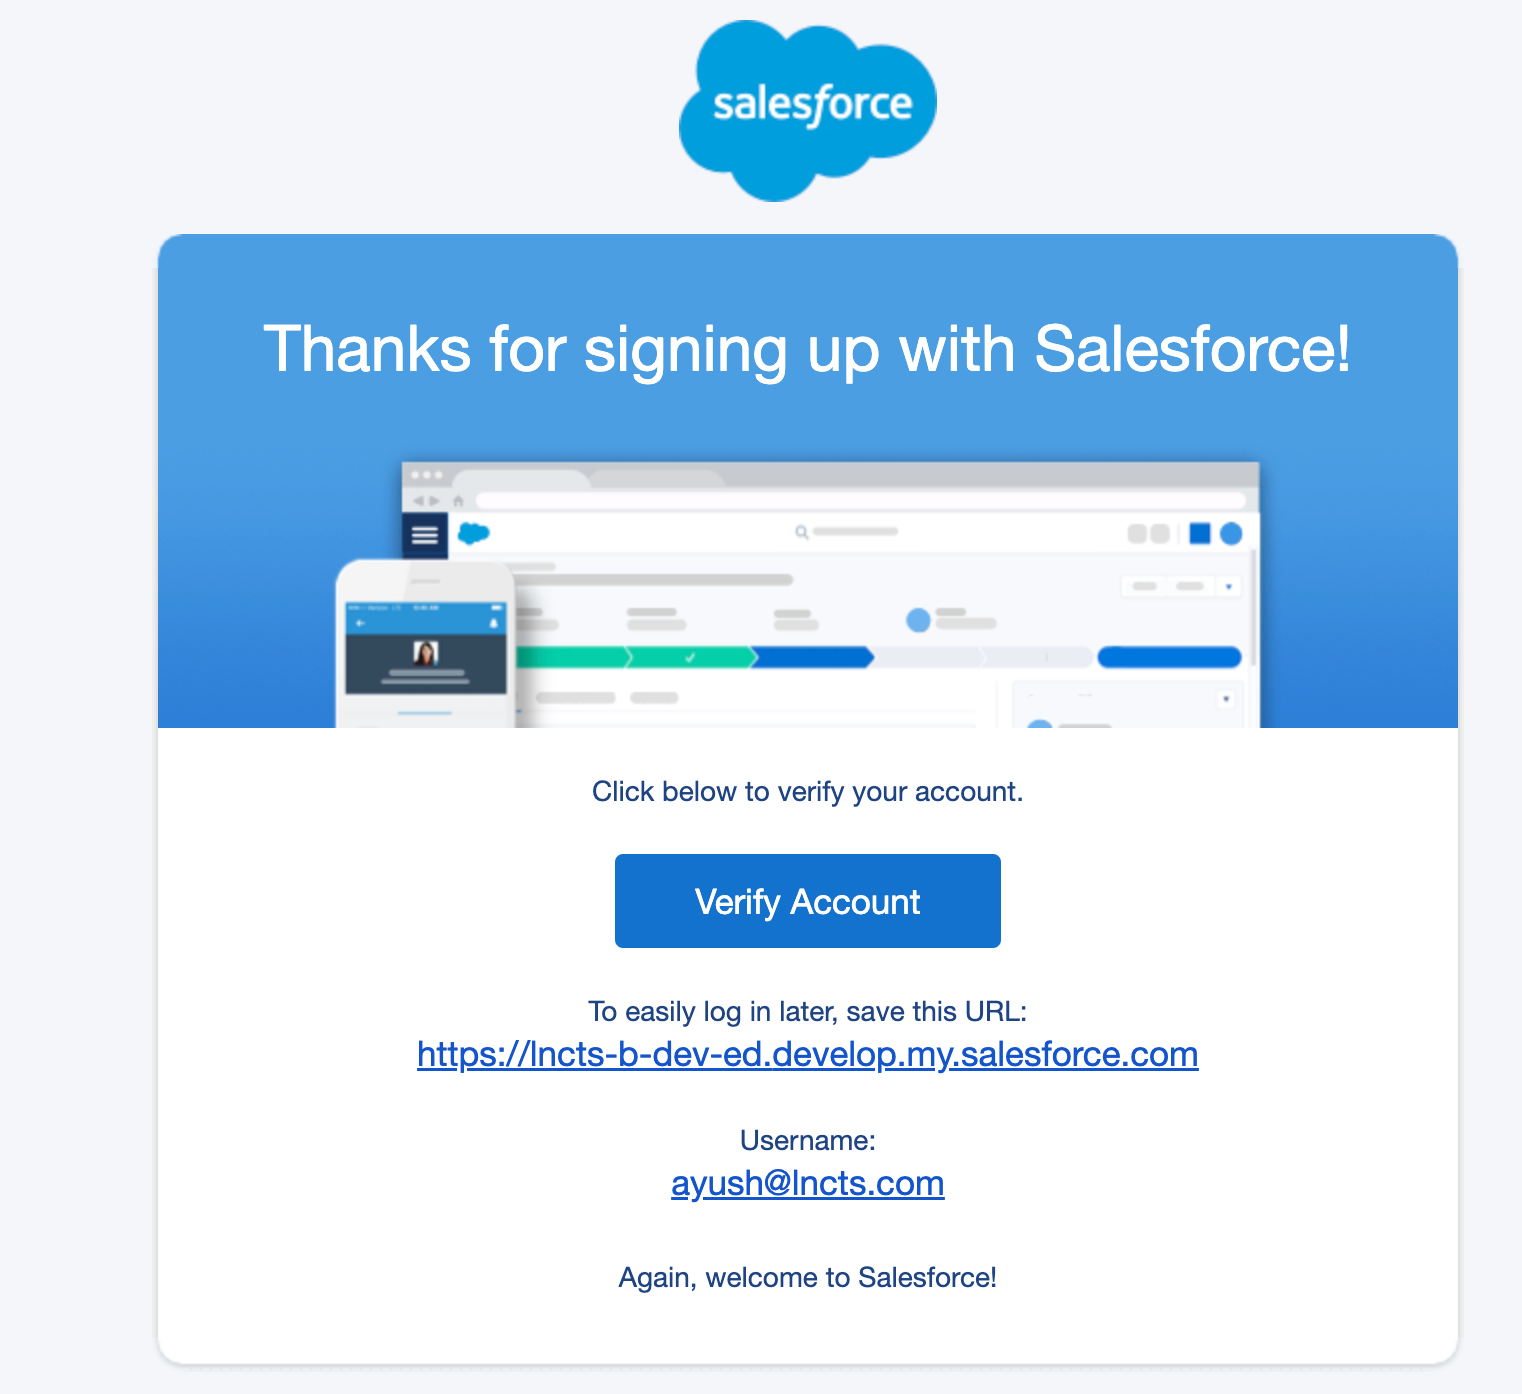 salesforce
Thanks for signing up with Salesforce!
Click below to verify your account.
Verify Account
To easily log in later, save this URL:
https://lncts-b-dev-ed.develop.my.salesforce.com
Username:
ayush@lncts.com
Again, welcome to Salesforce!